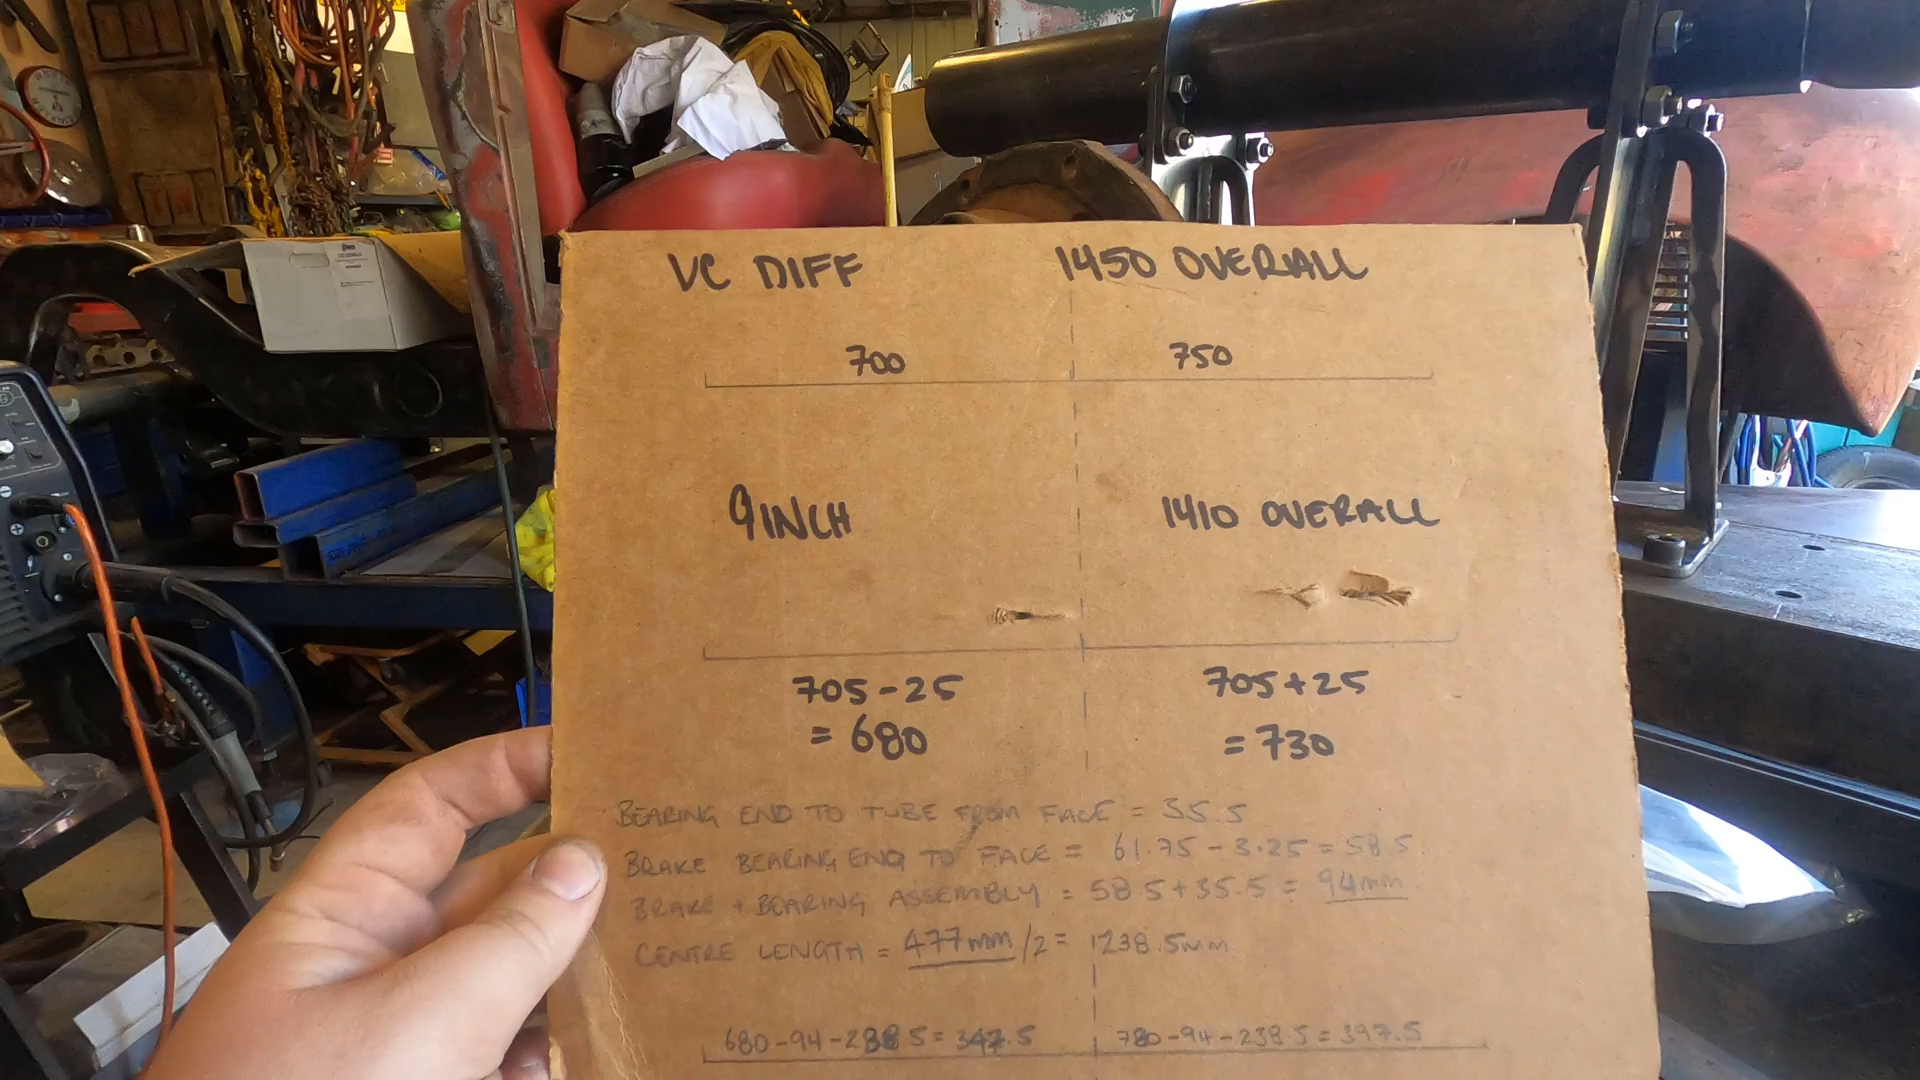 VC DIFF 1450 OVERALL
700 750
9INCH 1410 OVERALL
705-25 705+25
=680 =730
BEARING END TO TUBE FROM FACE = 35.5
BRAKE BEARING END TO FACE = 61.75-3.25=58.5
BRAKE + BEARING ASSEMBLY = 58.5+35.5= 94mm
CENTRE LENGTH = 477mm /2= 1238.5mm
680-94-238.5=347.5 730-94-238.5=397.5